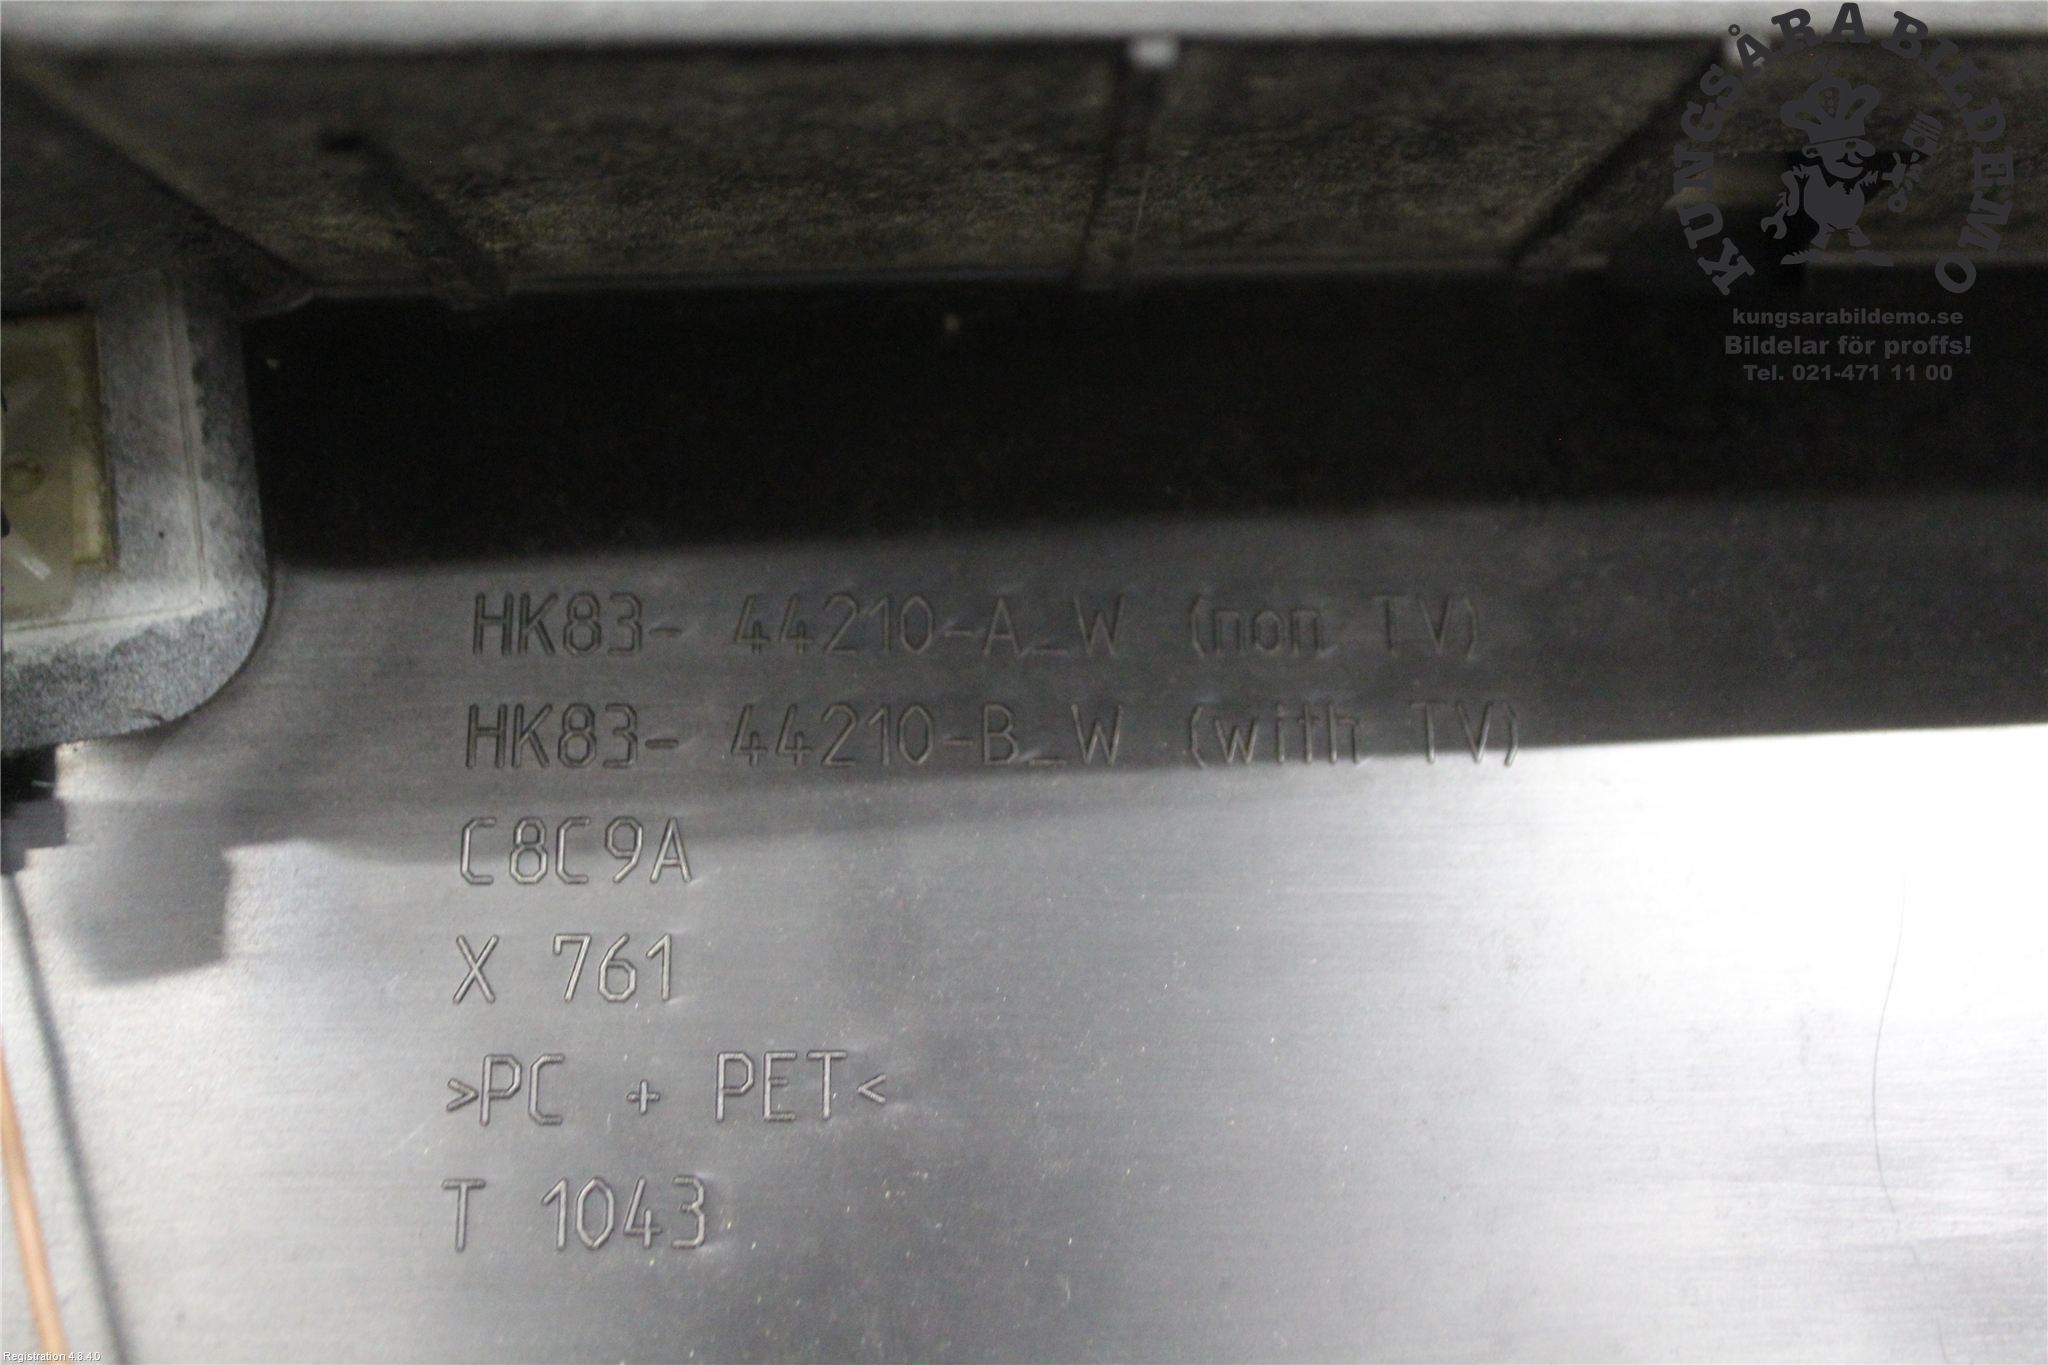 KUNGSÅRA BILDEMO
kungsarabildemo.se
Bildelar för proffs!
Tel. 021-471 11 00
HK83- 44210-A_W (non TV)
HK83- 44210-B_W (with TV)
C8C9A
X 761
>PC + PET<
T 1043
Registration 4.8.4.0